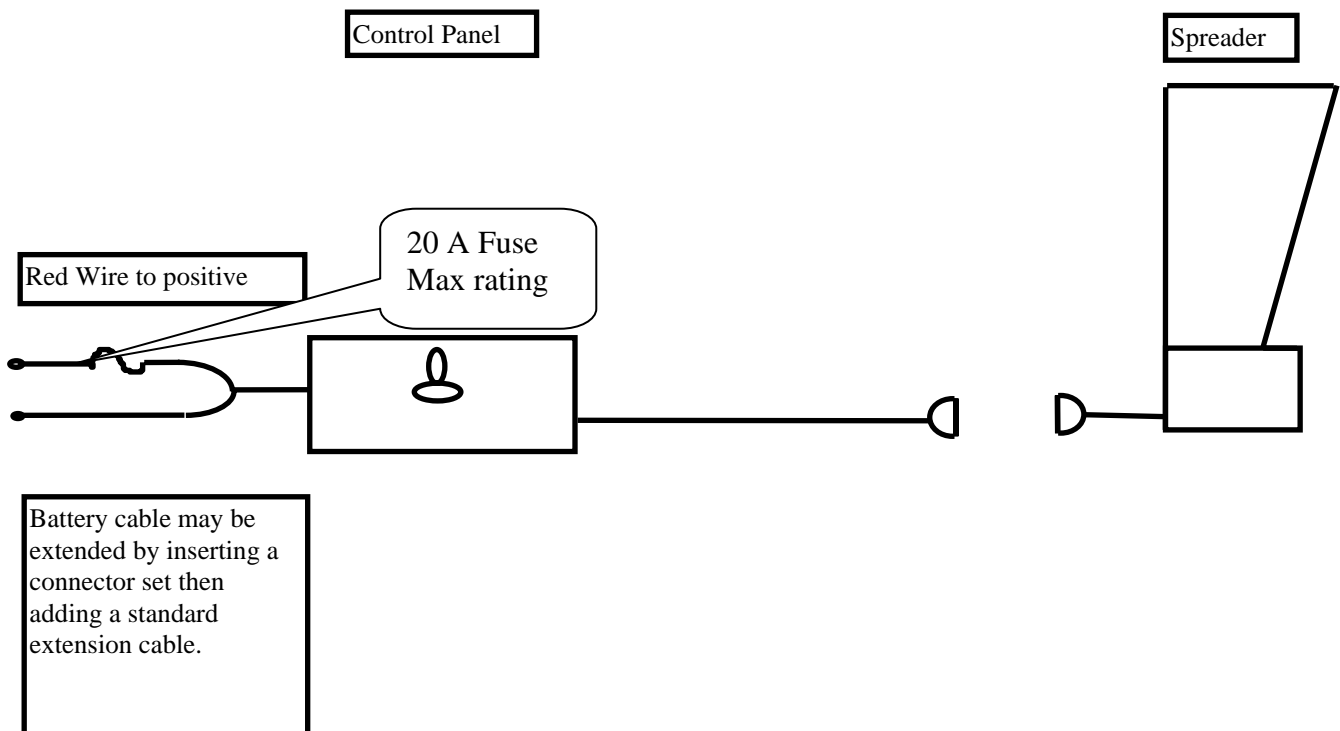 Control Panel
Spreader
20 A Fuse
Max rating
Red Wire to positive
Battery cable may be
extended by inserting a
connector set then
adding a standard
extension cable.